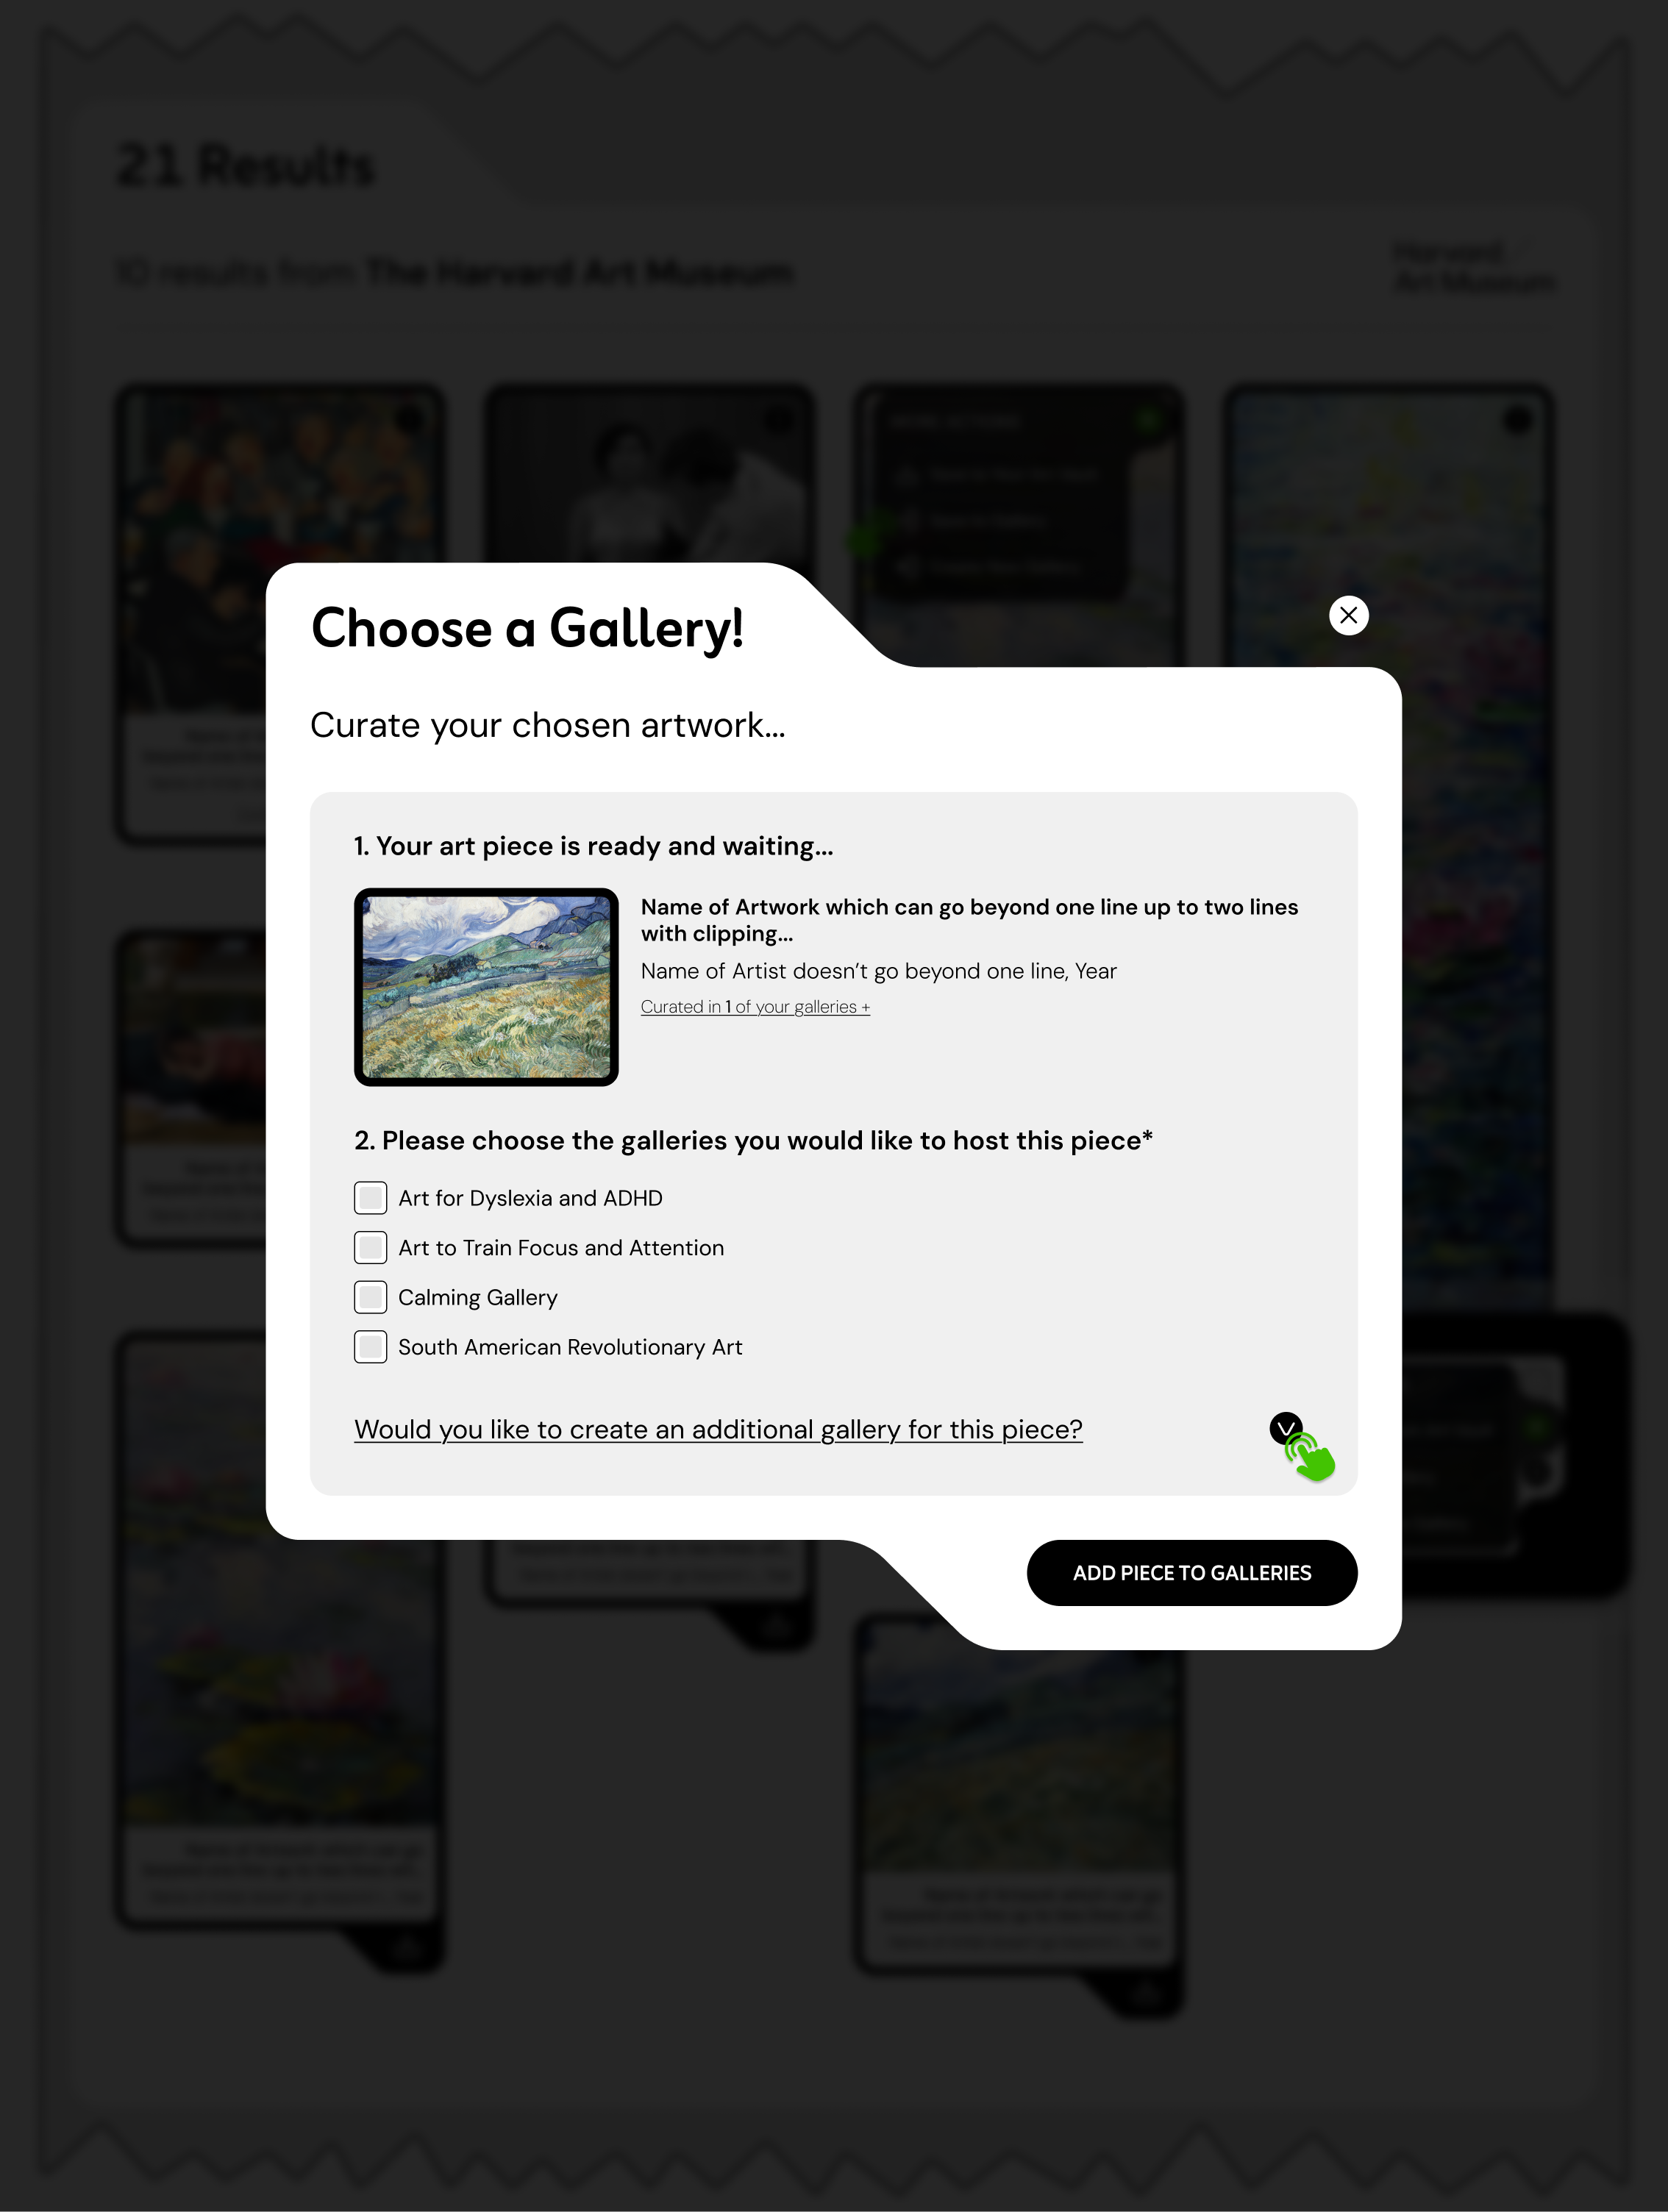 21 Results
10 results from The Harvard Art Museum
Harvard
Art Museum
Choose a Gallery!
Curate your chosen artwork...
1. Your art piece is ready and waiting...
Name of Artwork which can go beyond one line up to two lines
with clipping...
Name of Artist doesn’t go beyond one line, Year
Curated in 1 of your galleries +
2. Please choose the galleries you would like to host this piece*
Art for Dyslexia and ADHD
Art to Train Focus and Attention
Calming Gallery
South American Revolutionary Art
Would you like to create an additional gallery for this piece?
ADD PIECE TO GALLERIES